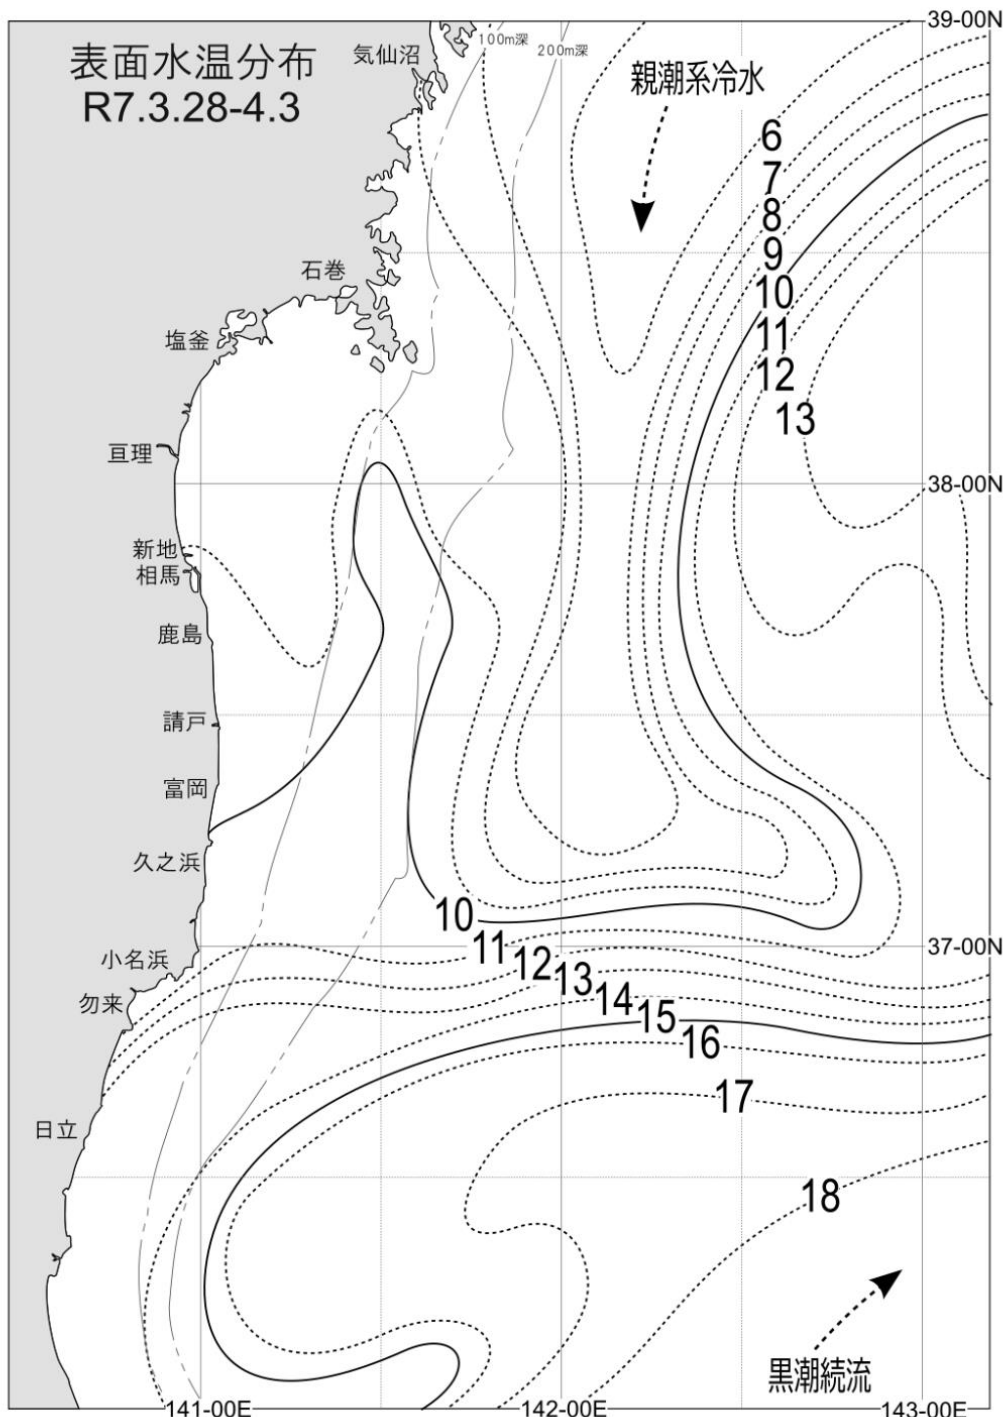 表面水温分布
R7.3.28-4.3
39-00N
気仙沼
100m深
200m深
親潮系冷水
6
7
8
9
10
11
12
13
石巻
塩釜
亘理
38-00N
新地
相馬
鹿島
請戸
富岡
久之浜
10
11
12
13
14
15
16
17
18
37-00N
小名浜
勿来
日立
黒潮続流
141-00E
142-00E
143-00E